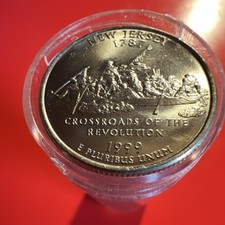 NEW JERSEY
1787
CROSSROADS OF THE
REVOLUTION
1999
E PLURIBUS UNUM